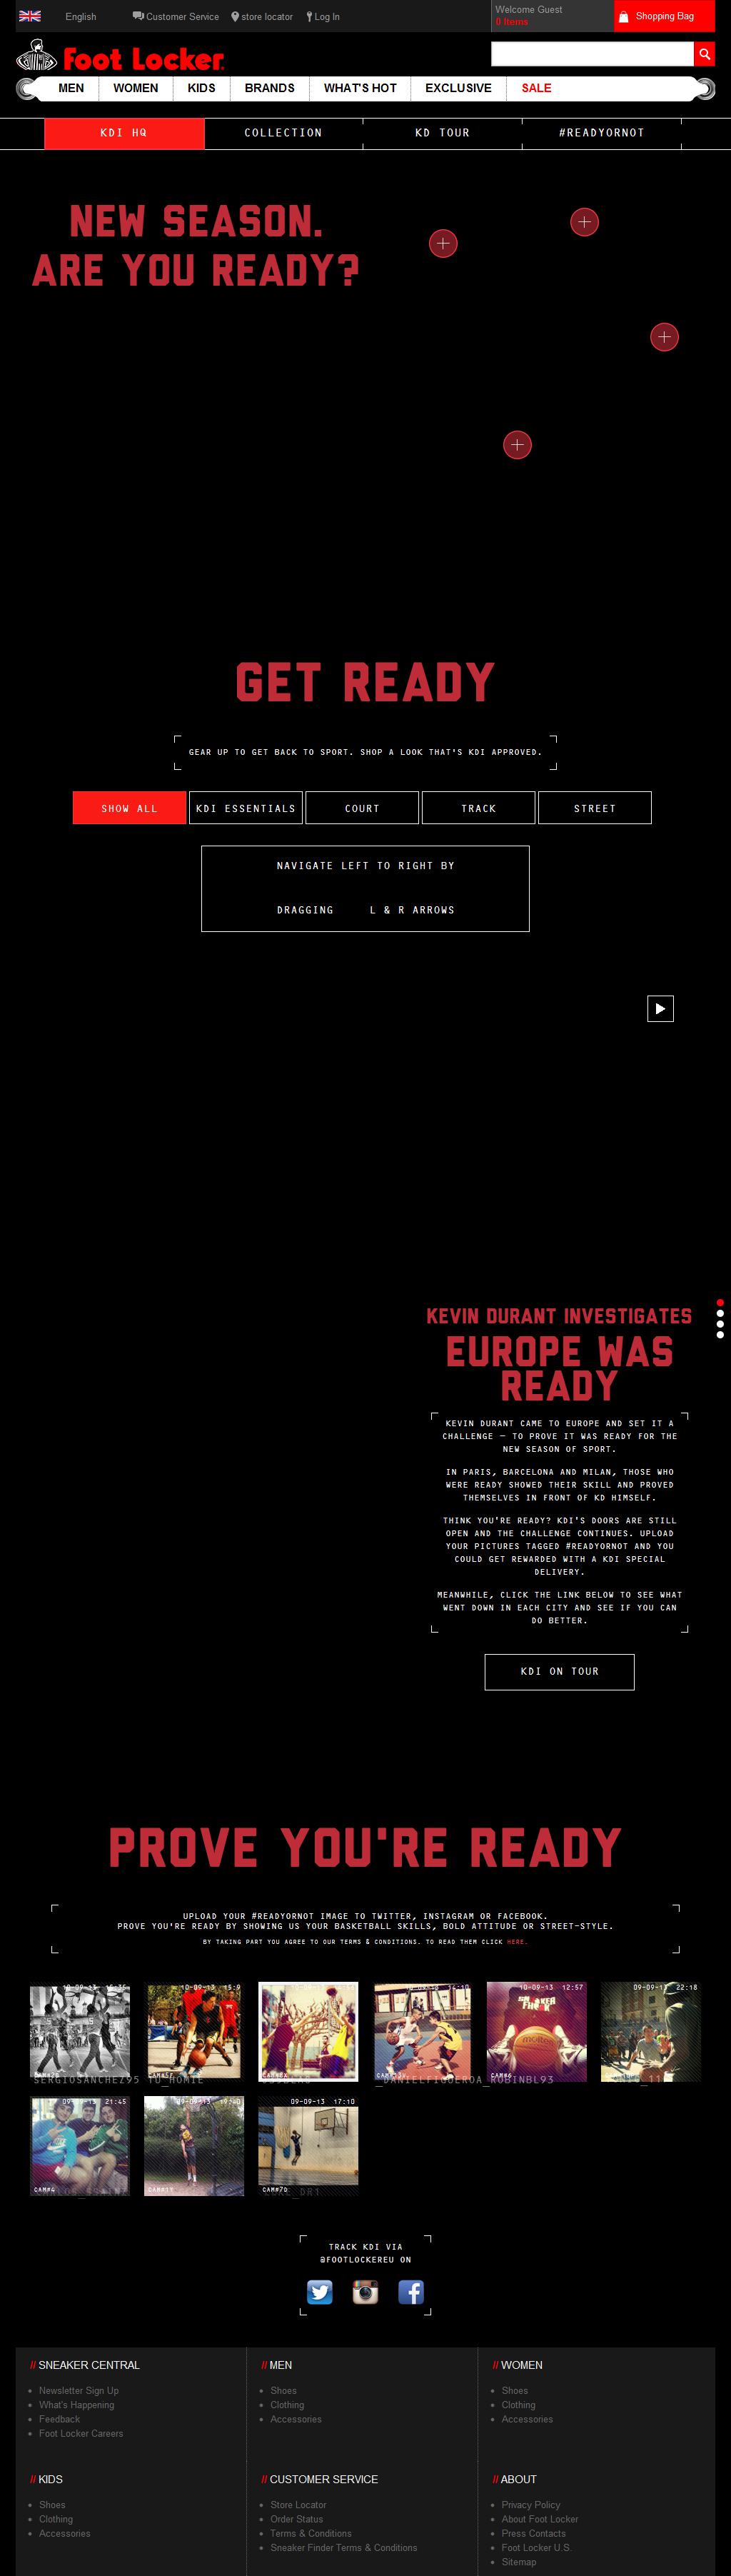 English
Customer Service
store locator
Log In
Welcome Guest
0 Items
Shopping Bag
Foot Locker.
MEN
WOMEN
KIDS
BRANDS
WHAT'S HOT
EXCLUSIVE
SALE
KDI HQ
COLLECTION
KD TOUR
#READYORNOT
NEW SEASON.
ARE YOU READY?
GET READY
GEAR UP TO GET BACK TO SPORT. SHOP A LOOK THAT'S KDI APPROVED.
SHOW ALL
KDI ESSENTIALS
COURT
TRACK
STREET
NAVIGATE LEFT TO RIGHT BY
DRAGGING
L & R ARROWS
KEVIN DURANT INVESTIGATES
EUROPE WAS
READY
KEVIN DURANT CAME TO EUROPE AND SET IT A
CHALLENGE – TO PROVE IT WAS READY FOR THE
NEW SEASON OF SPORT.
IN PARIS, BARCELONA AND MILAN, THOSE WHO
WERE READY SHOWED THEIR SKILL AND PROVED
THEMSELVES IN FRONT OF KD HIMSELF.
THINK YOU'RE READY? KDI'S DOORS ARE STILL
OPEN AND THE CHALLENGE CONTINUES. UPLOAD
YOUR PICTURES TAGGED #READYORNOT AND YOU
COULD GET REWARDED WITH A KDI SPECIAL
DELIVERY.
MEANWHILE, CLICK THE LINK BELOW TO SEE WHAT
WENT DOWN IN EACH CITY AND SEE IF YOU CAN
DO BETTER.
KDI ON TOUR
PROVE YOU'RE READY
UPLOAD YOUR #READYORNOT IMAGE TO TWITTER, INSTAGRAM OR FACEBOOK.
PROVE YOU'RE READY BY SHOWING US YOUR BASKETBALL SKILLS, BOLD ATTITUDE OR STREET-STYLE.
BY TAKING PART YOU AGREE TO OUR TERMS & CONDITIONS. TO READ THEM CLICK HERE.
10-09-13 12:57
09-09-13 22:18
SERGIOSANCHEZ95
_DANIELFIGUEROA_
ROBINBL93
09-09-13 21:45
09-09-13 19:40
09-09-13 17:10
CAM#4
CAM#70
TRACK KDI VIA
@FOOTLOCKEREU ON
// SNEAKER CENTRAL
Newsletter Sign Up
What's Happening
Feedback
Foot Locker Careers
// MEN
Shoes
Clothing
Accessories
// WOMEN
Shoes
Clothing
Accessories
// KIDS
Shoes
Clothing
Accessories
// CUSTOMER SERVICE
Store Locator
Order Status
Terms & Conditions
Sneaker Finder Terms & Conditions
// ABOUT
Privacy Policy
About Foot Locker
Press Contacts
Foot Locker U.S.
Sitemap